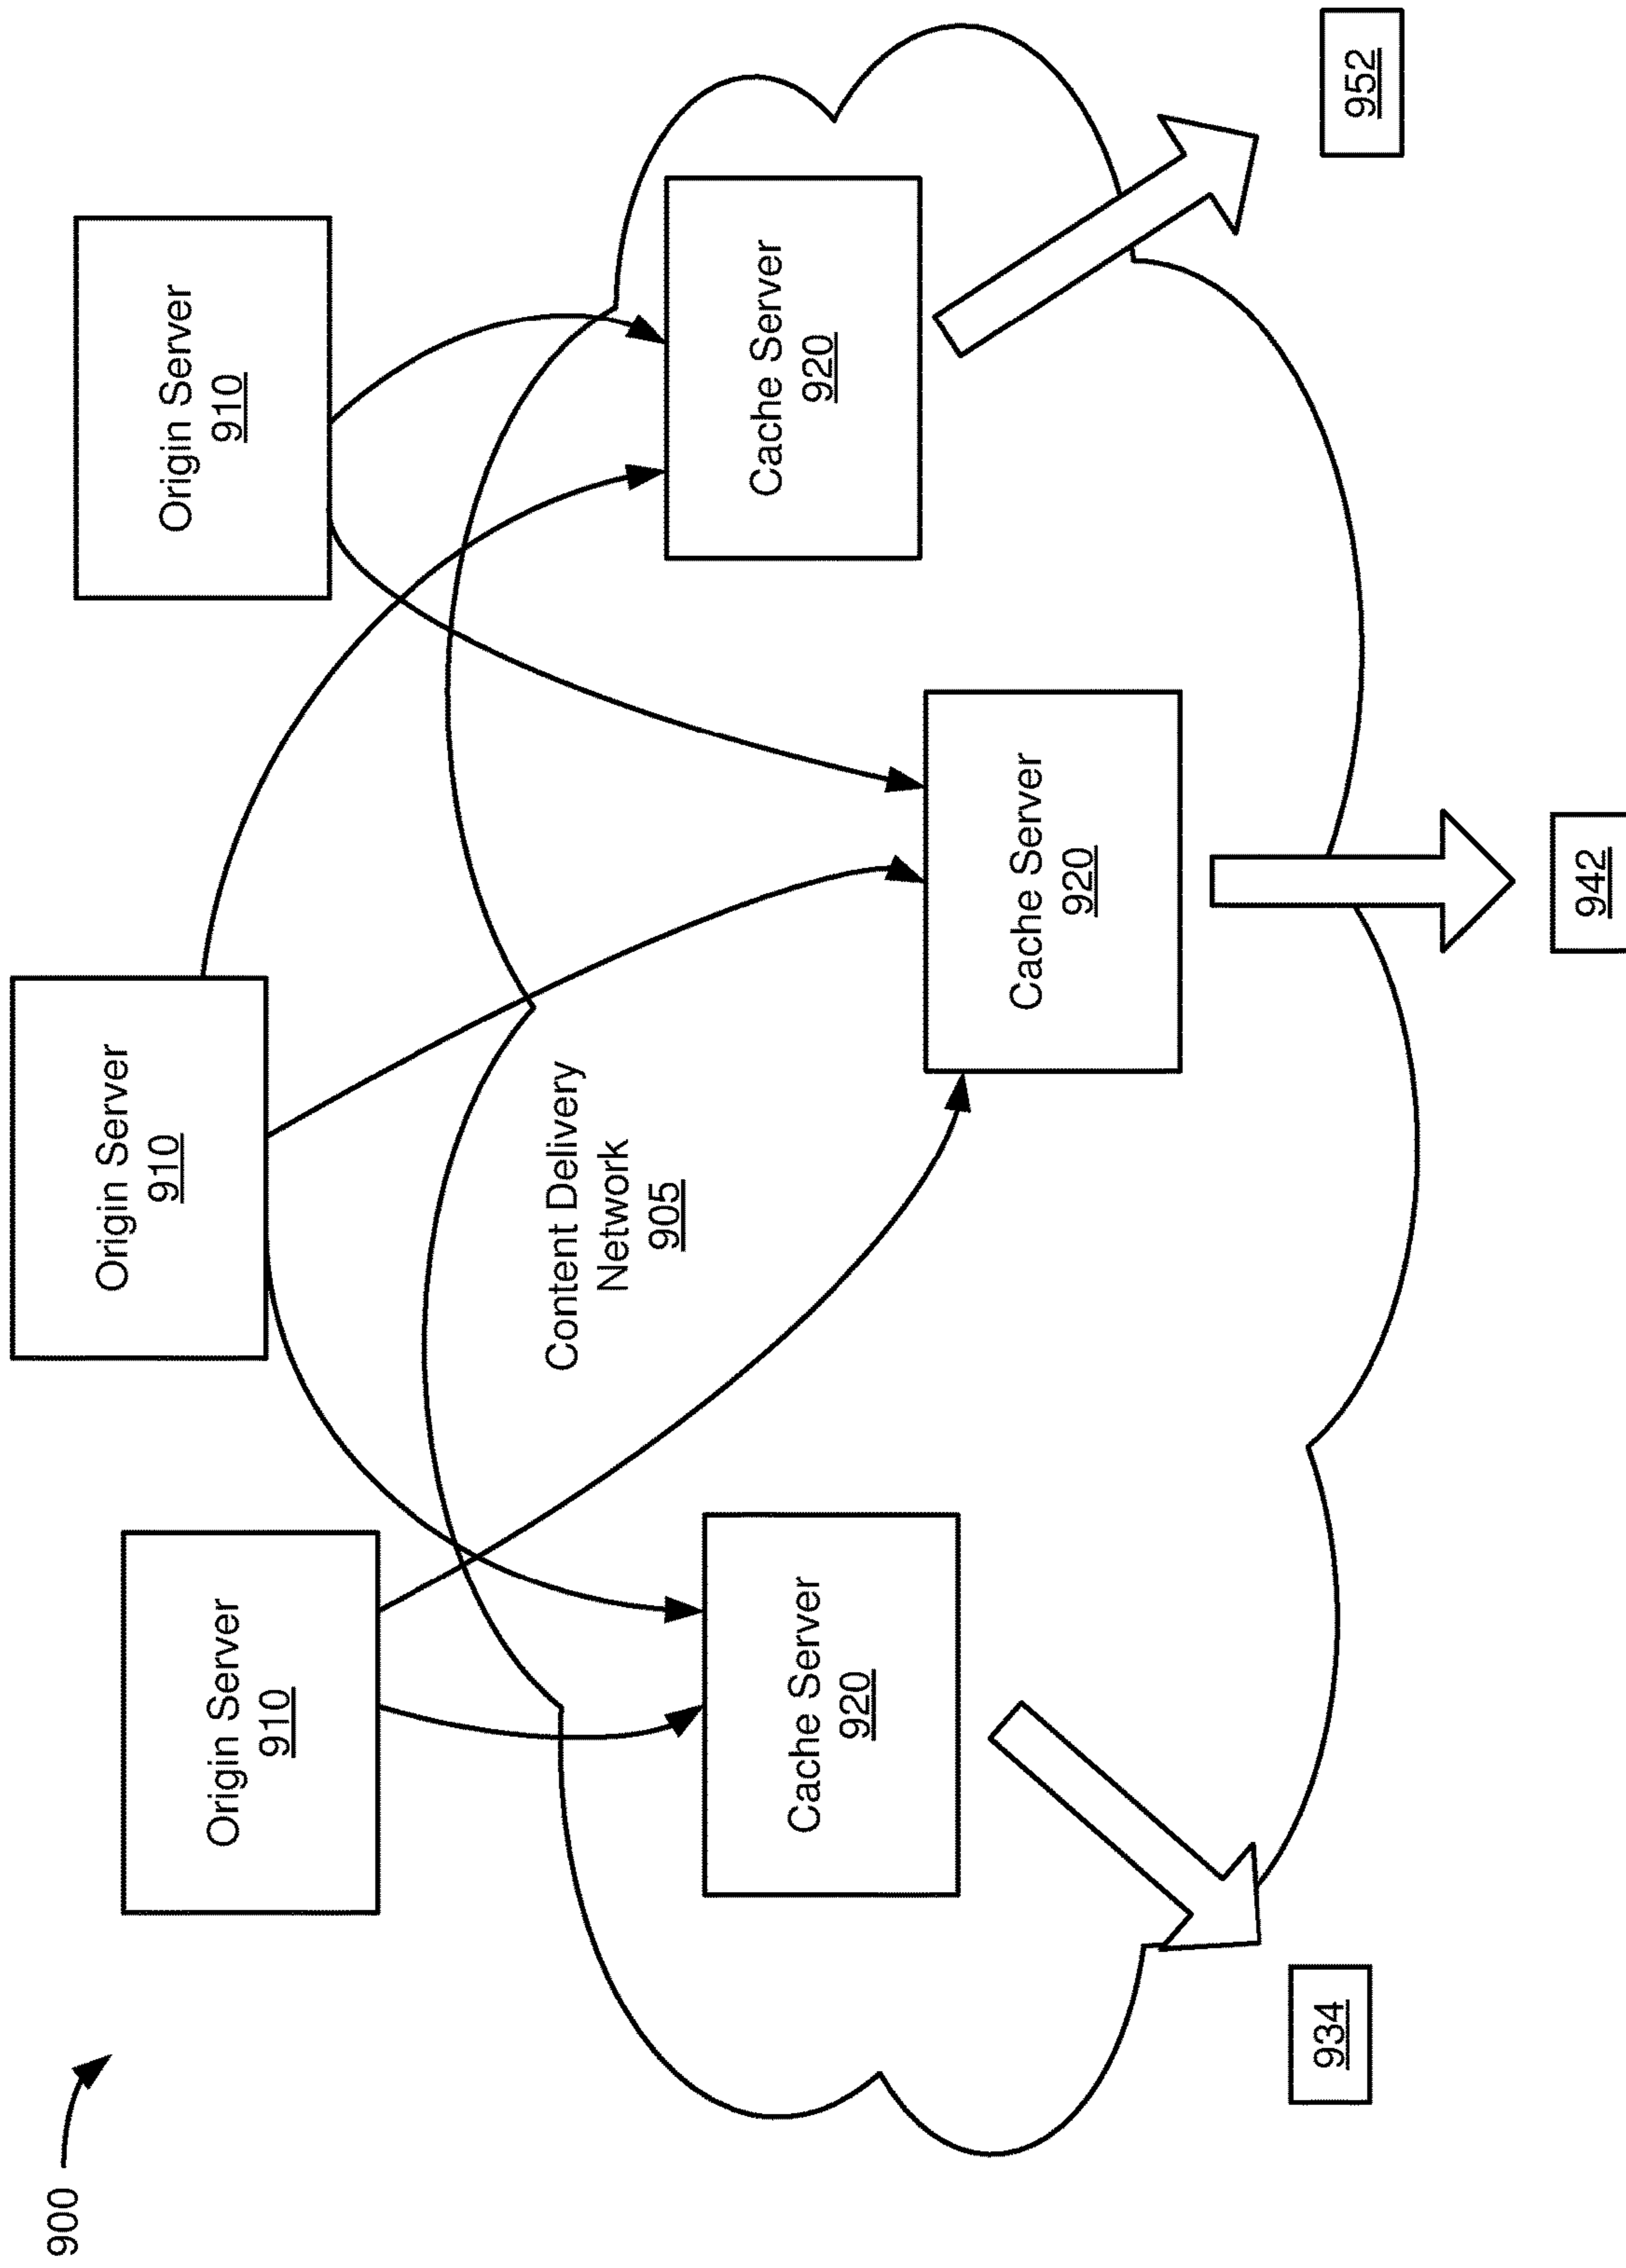 900
Origin Server
910
Origin Server
910
Origin Server
910
Content Delivery
Network
905
Cache Server
920
Cache Server
920
Cache Server
920
934
942
952